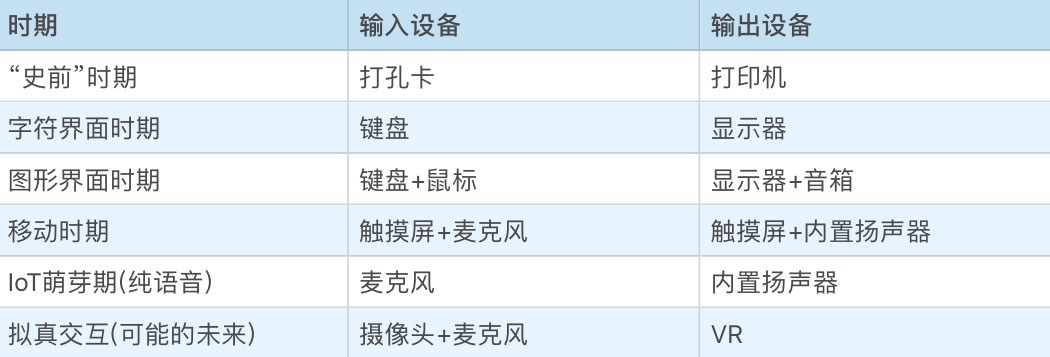 时期 输入设备 输出设备
“史前”时期 打孔卡 打印机
字符界面时期 键盘 显示器
图形界面时期 键盘+鼠标 显示器+音箱
移动时期 触摸屏+麦克风 触摸屏+内置扬声器
IoT萌芽期(纯语音) 麦克风 内置扬声器
拟真交互(可能的未来) 摄像头+麦克风 VR